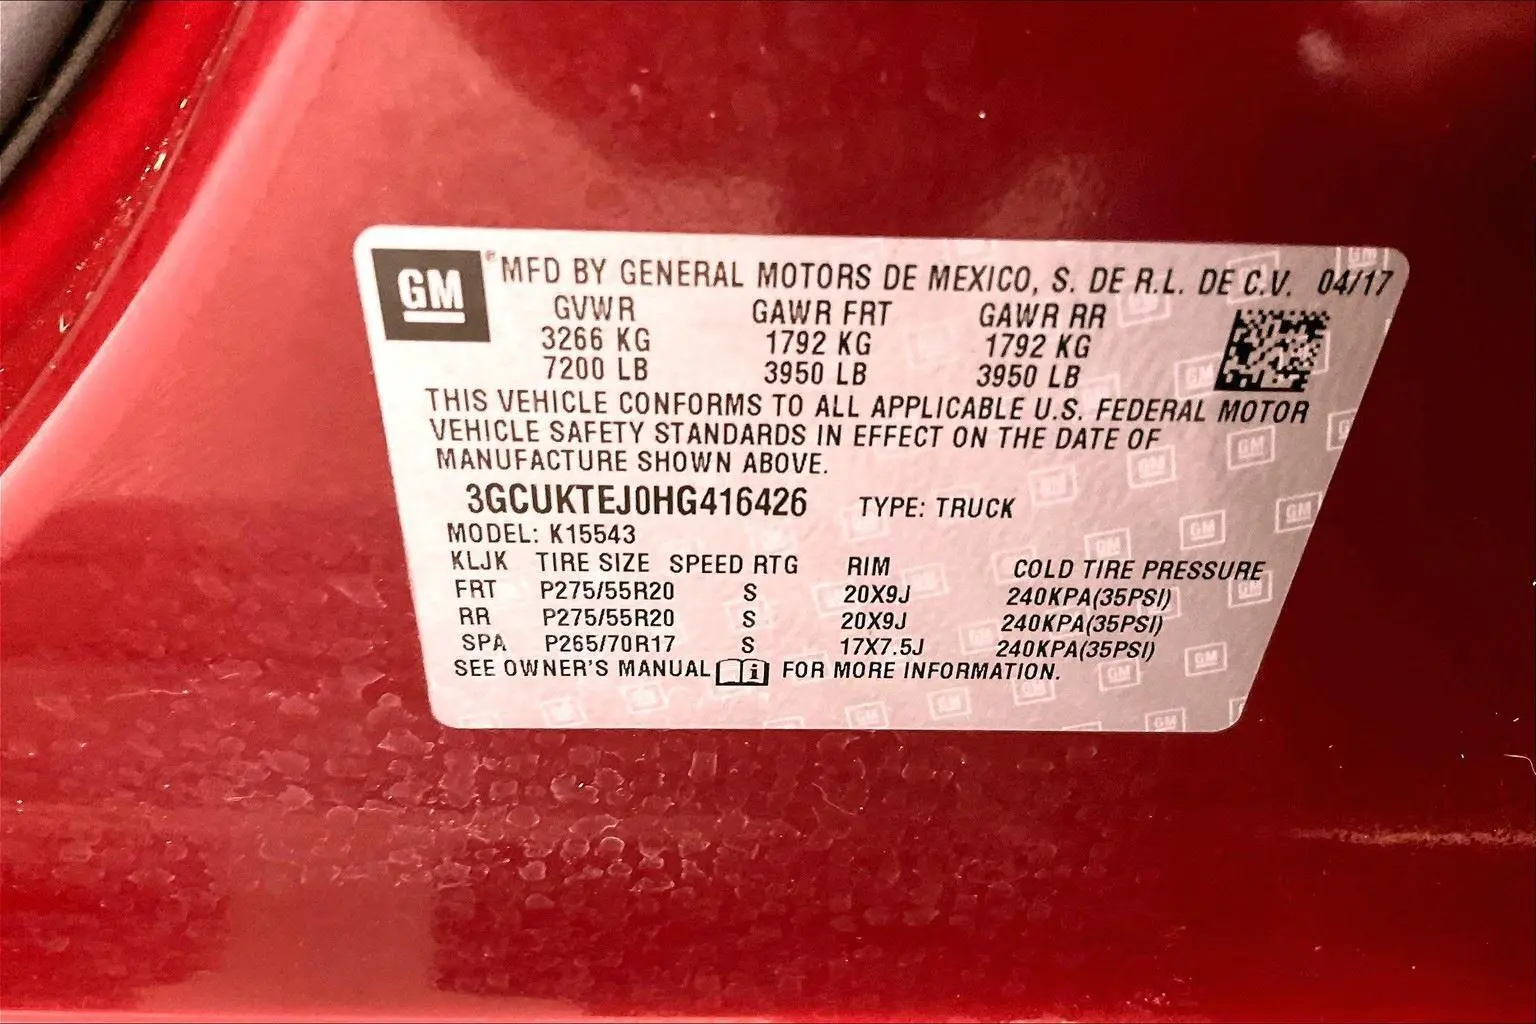 GM ® MFD BY GENERAL MOTORS DE MEXICO, S. DE R.L. DE C.V. 04/17
GVWR GAWR FRT GAWR RR
3266 KG 1792 KG 1792 KG
7200 LB 3950 LB 3950 LB
THIS VEHICLE CONFORMS TO ALL APPLICABLE U.S. FEDERAL MOTOR
VEHICLE SAFETY STANDARDS IN EFFECT ON THE DATE OF
MANUFACTURE SHOWN ABOVE.
3GCUKTEJ0HG416426 TYPE: TRUCK
MODEL: K15543
KLJK TIRE SIZE SPEED RTG RIM COLD TIRE PRESSURE
FRT P275/55R20 S 20X9J 240KPA(35PSI)
RR P275/55R20 S 20X9J 240KPA(35PSI)
SPA P265/70R17 S 17X7.5J 240KPA(35PSI)
SEE OWNER'S MANUAL i FOR MORE INFORMATION.